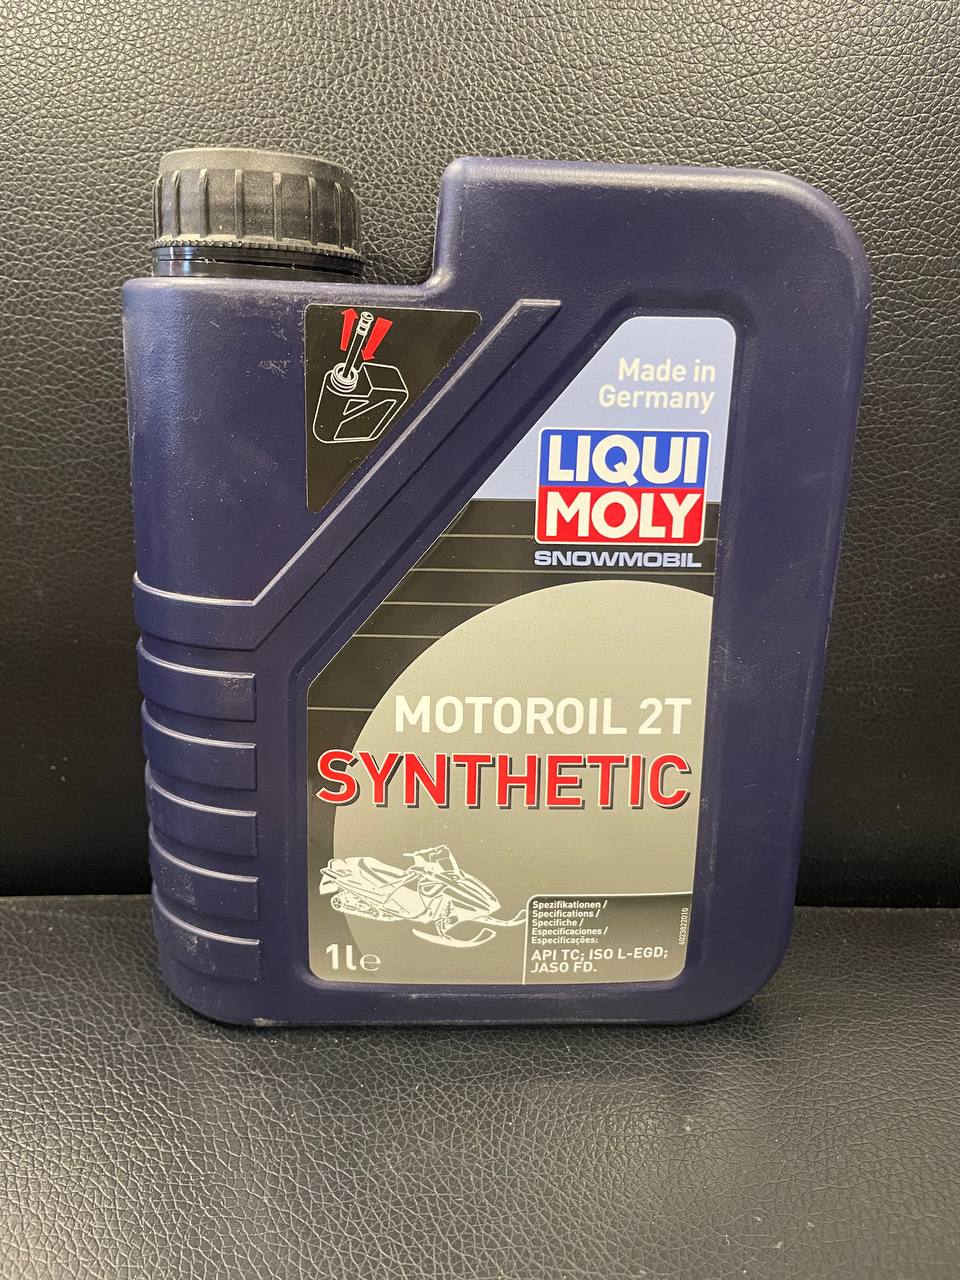 Made in
Germany
LIQUI
MOLY
SNOWMOBIL
MOTOROIL 2T
SYNTHETIC
Spezifikationen /
Specifications /
Specifiche /
Especificaciones /
Especificações:
API TC; ISO L-EGD;
JASO FD.
1L e
6023822010